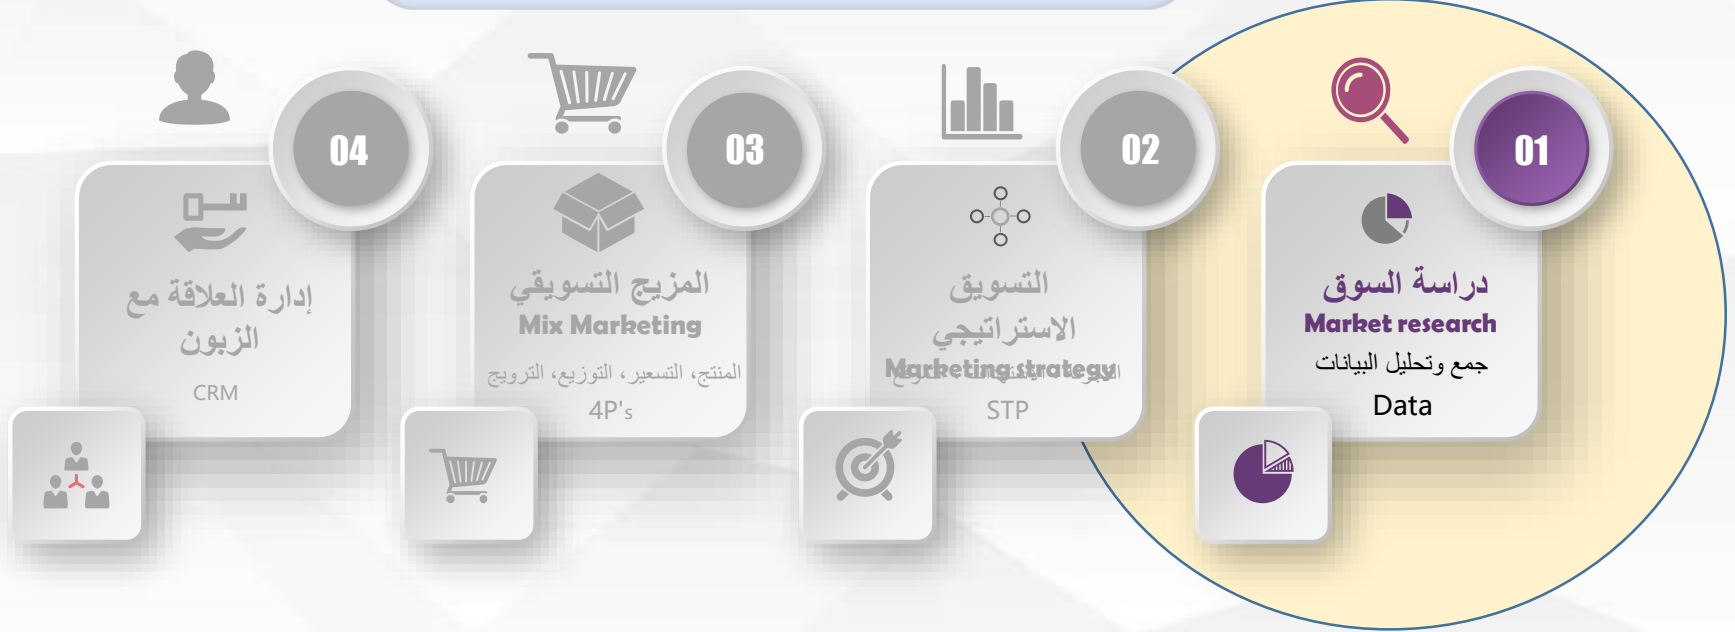 01
دراسة السوق
Market research
جمع وتحليل البيانات
Data
02
التسويق
الاستراتيجي
Marketing strategy
STP
03
المزيج التسويقي
Mix Marketing
المنتج، التسعير، التوزيع، الترويج
4P's
04
إدارة العلاقة مع
الزبون
CRM